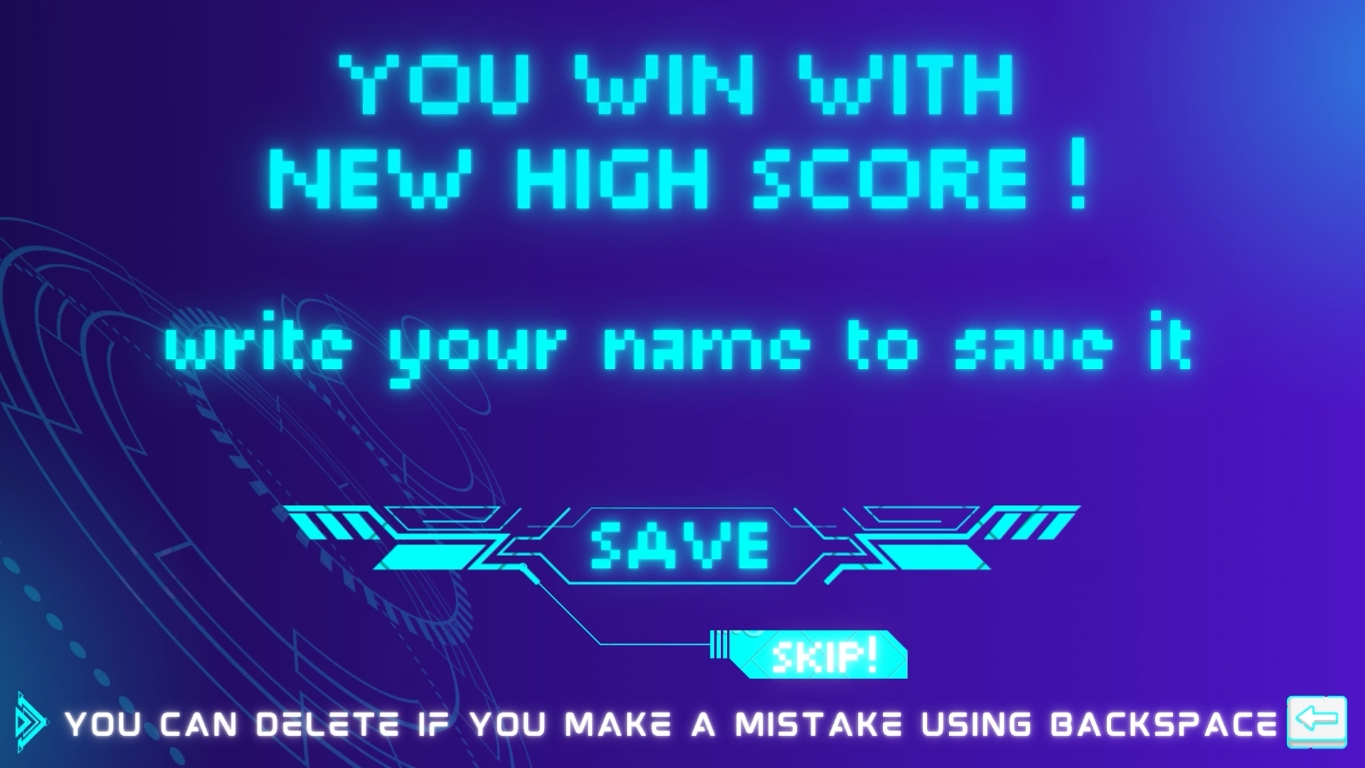 YOU WIN WITH
NEW HIGH SCORE !
write your name to save it
SAVE
SKIP!
YOU CAN DELETE IF YOU MAKE A MISTAKE USING BACKSPACE